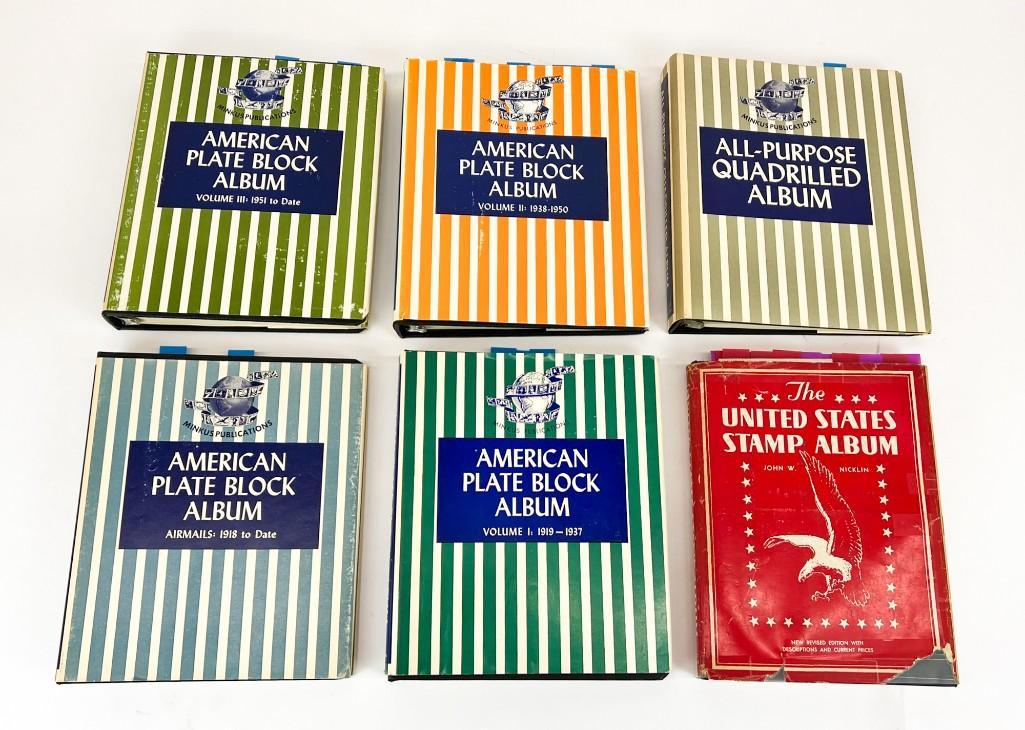 MINKUS PUBLICATIONS
AMERICAN
PLATE BLOCK
ALBUM
VOLUME III: 1951 to Date
MINKUS PUBLICATIONS
AMERICAN
PLATE BLOCK
ALBUM
VOLUME II: 1938-1950
MINKUS PUBLICATIONS
ALL-PURPOSE
QUADRILLED
ALBUM
MINKUS PUBLICATIONS
AMERICAN
PLATE BLOCK
ALBUM
AIRMAILS: 1918 to Date
MINKUS PUBLICATIONS
AMERICAN
PLATE BLOCK
ALBUM
VOLUME I: 1919—1937
The
UNITED STATES
STAMP ALBUM
JOHN W. NICKLIN
NEW REVISED EDITION WITH
DESCRIPTIONS AND CURRENT PRICES